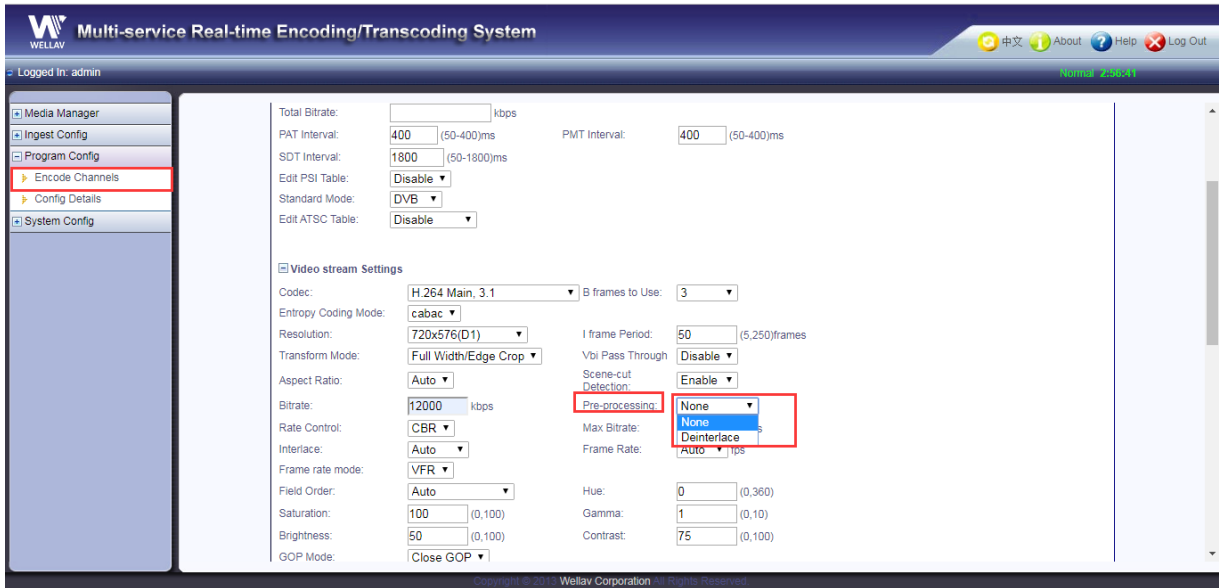 Multi-service Real-time Encoding/Transcoding System
WELLAV
中文 About Help Log Out
Logged In: admin
Normal 2:56:41
Media Manager
Ingest Config
Program Config
Encode Channels
Config Details
System Config
Total Bitrate: kbps
PAT Interval: 400 (50-400)ms PMT Interval: 400 (50-400)ms
SDT Interval: 1800 (50-1800)ms
Edit PSI Table: Disable
Standard Mode: DVB
Edit ATSC Table: Disable
Video stream Settings
Codec: H.264 Main, 3.1 B frames to Use: 3
Entropy Coding Mode: cabac
Resolution: 720x576(D1) I frame Period: 50 (5,250)frames
Transform Mode: Full Width/Edge Crop Vbi Pass Through Disable
Aspect Ratio: Auto Scene-cut Detection: Enable
Bitrate: 12000 kbps Pre-processing: None
None
Rate Control: CBR Max Bitrate: s
Deinterlace
Interlace: Auto Frame Rate: Auto fps
Frame rate mode: VFR
Field Order: Auto Hue: 0 (0,360)
Saturation: 100 (0,100) Gamma: 1 (0,10)
Brightness: 50 (0,100) Contrast: 75 (0,100)
GOP Mode: Close GOP
Copyright © 2013 Wellav Corporation All Rights Reserved.